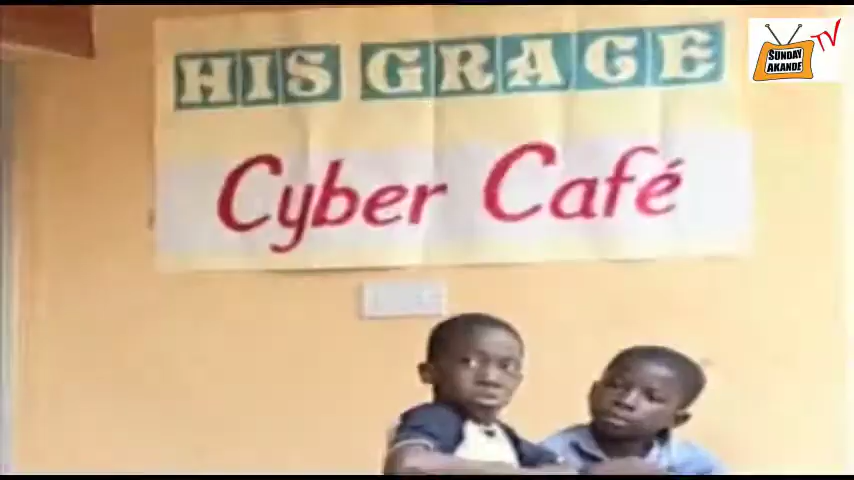 HIS GRACE
Cyber Café
SUNDAY
AKANDE
TV